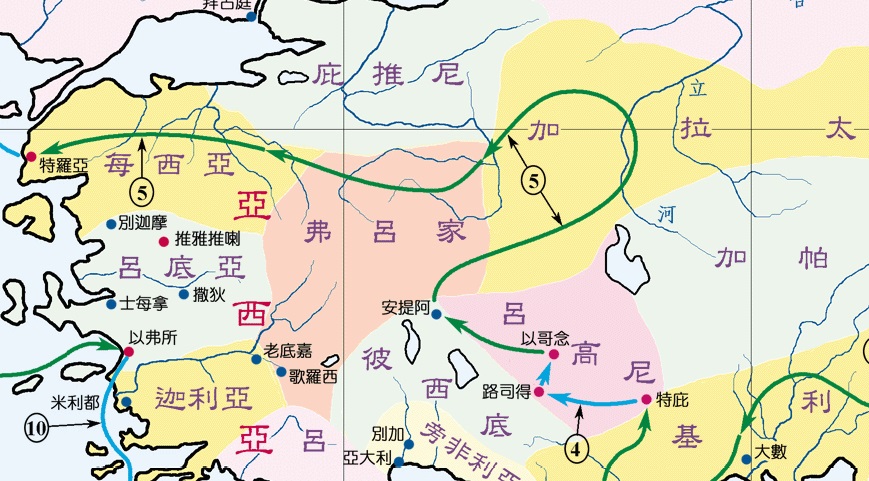 拜占庭
庇推尼
加拉太
立
河
特羅亞
每西亞
5
5
亞西亞
別迦摩
推雅推喇
呂底亞
撒狄
士每拿
弗呂家
加帕
安提阿
呂高尼
以哥念
以弗所
老底嘉
歌羅西
彼西底
路司得
特庇
4
米利都
迦利亞
10
呂
別加
亞大利
旁非利亞
基利
大數